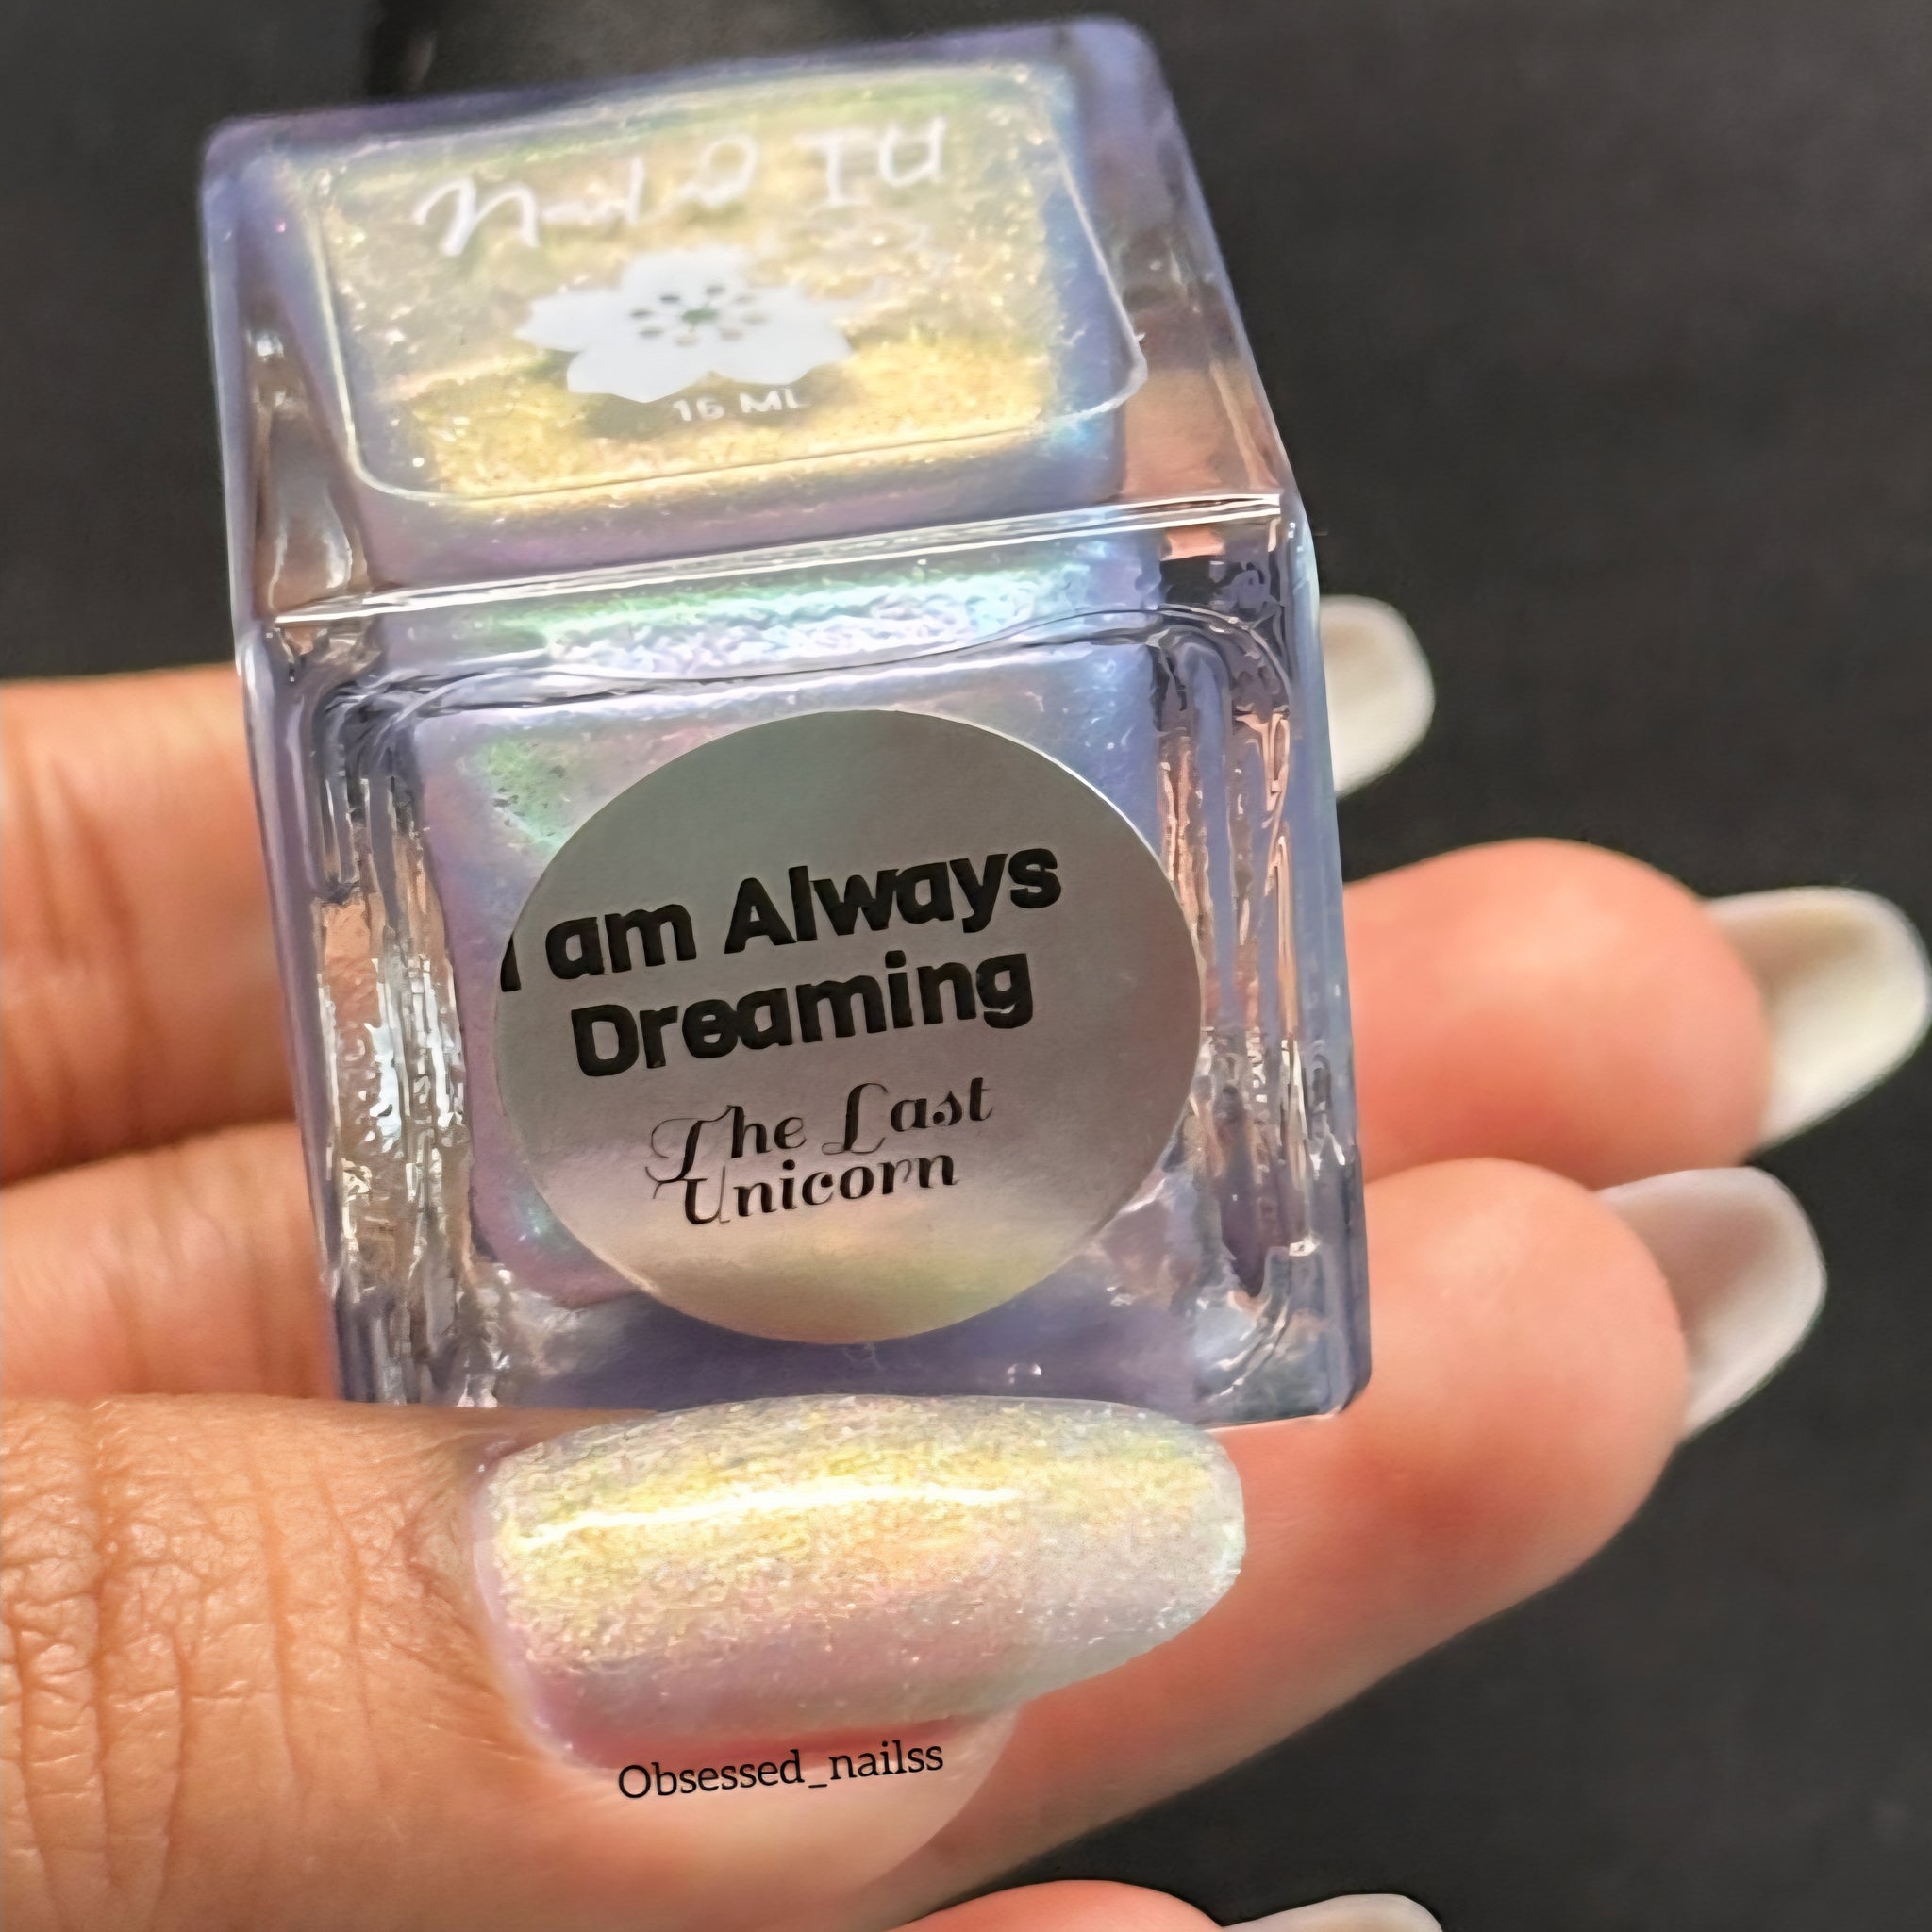 16 ML
I am Always
Dreaming
The Last
Unicorn
Obsessed_nailss